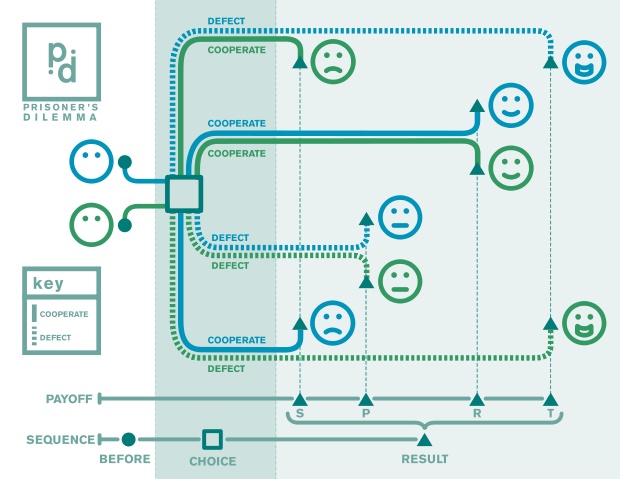 pd
PRISONER'S
DILEMMA
DEFECT
COOPERATE
COOPERATE
COOPERATE
DEFECT
DEFECT
key
COOPERATE
DEFECT
COOPERATE
DEFECT
PAYOFF
S P R T
SEQUENCE
BEFORE
CHOICE
RESULT